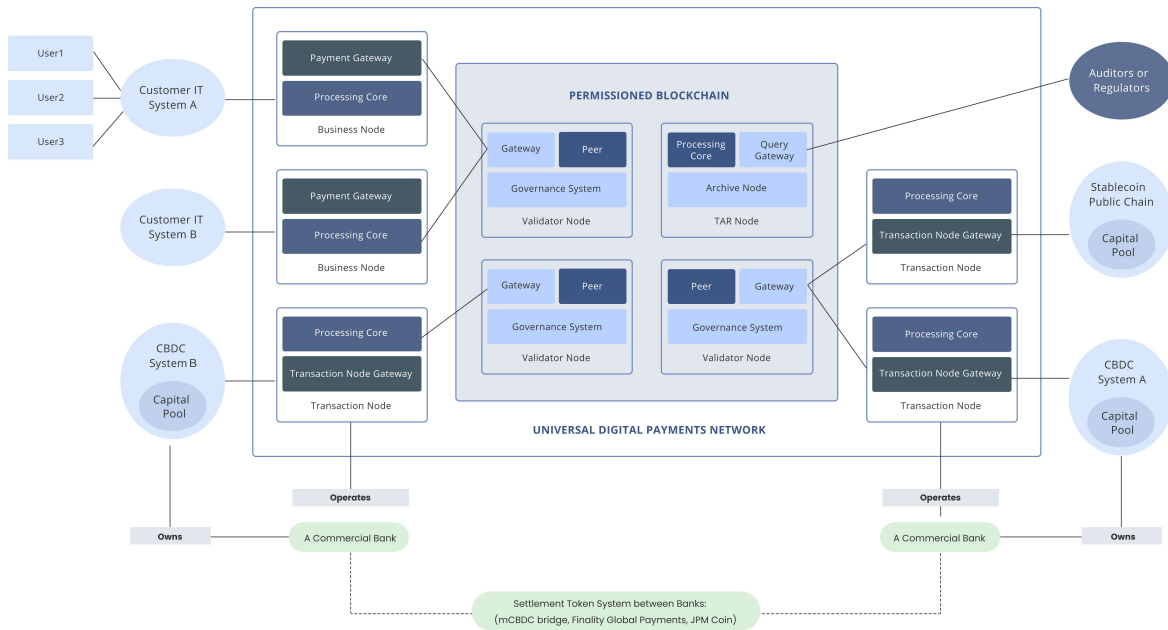 User1
User2
User3
Customer IT
System A
Payment Gateway
Processing Core
Business Node
Customer IT
System B
Payment Gateway
Processing Core
Business Node
CBDC
System B
Capital
Pool
Processing Core
Transaction Node Gateway
Transaction Node
PERMISSIONED BLOCKCHAIN
Gateway
Peer
Governance System
Validator Node
Processing
Core
Query
Gateway
Archive Node
TAR Node
Gateway
Peer
Governance System
Validator Node
Peer
Gateway
Governance System
Validator Node
UNIVERSAL DIGITAL PAYMENTS NETWORK
Processing Core
Transaction Node Gateway
Transaction Node
Processing Core
Transaction Node Gateway
Transaction Node
Auditors or
Regulators
Stablecoin
Public Chain
Capital
Pool
CBDC
System A
Capital
Pool
Operates
Operates
Owns
A Commercial Bank
A Commercial Bank
Owns
Settlement Token System between Banks:
(mCBDC bridge, Finality Global Payments, JPM Coin)